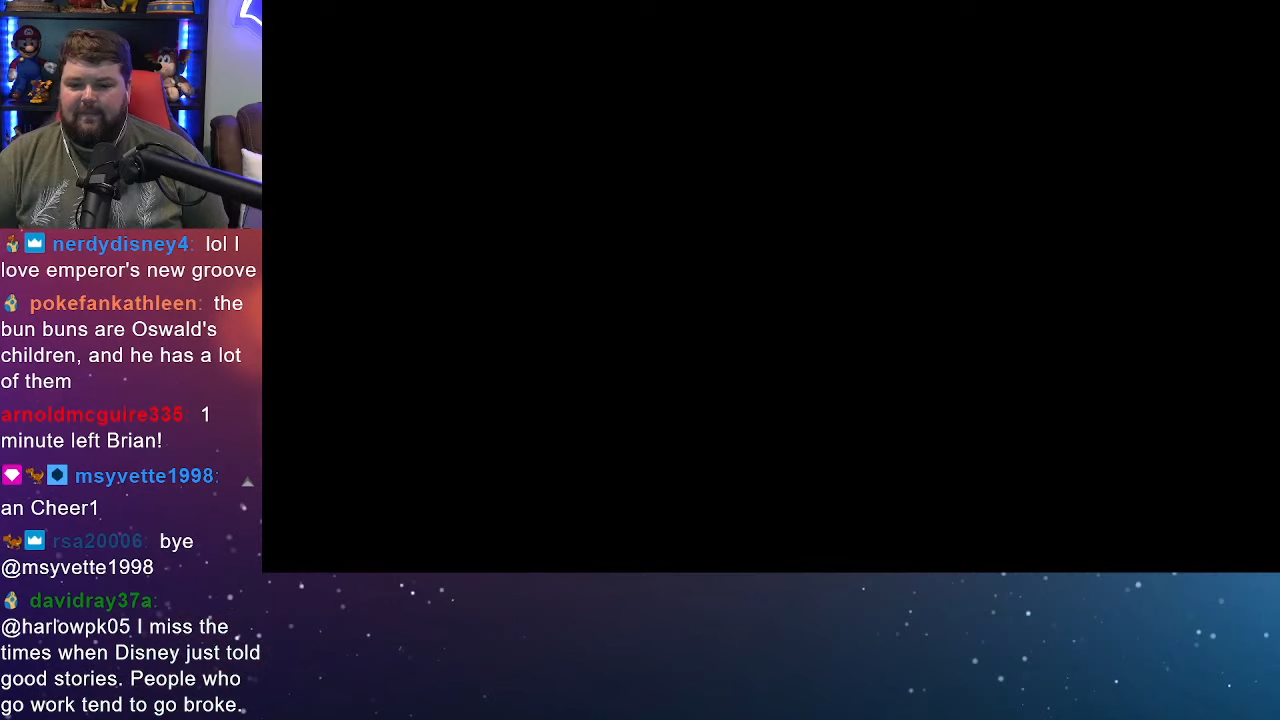 nerdydisney4: lol I
love emperor's new groove
pokefankathleen: the
bun buns are Oswald's
children, and he has a lot
of them
arnoldmcguire335: 1
minute left Brian!
msyvette1998:
an Cheer1
rsa20006: bye
@msyvette1998
davidray37a:
@harlowpk05 I miss the
times when Disney just told
good stories. People who
go work tend to go broke.